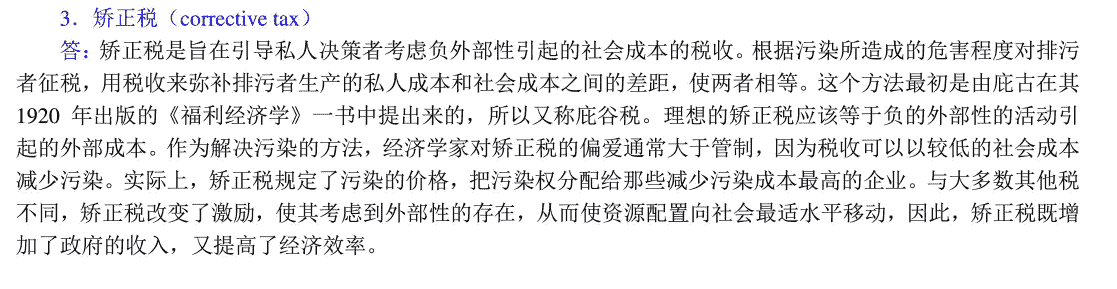 3．矫正税（corrective tax）
答：矫正税是旨在引导私人决策者考虑负外部性引起的社会成本的税收。根据污染所造成的危害程度对排污
者征税，用税收来弥补排污者生产的私人成本和社会成本之间的差距，使两者相等。这个方法最初是由庇古在其
1920 年出版的《福利经济学》一书中提出来的，所以又称庇谷税。理想的矫正税应该等于负的外部性的活动引
起的外部成本。作为解决污染的方法，经济学家对矫正税的偏爱通常大于管制，因为税收可以以较低的社会成本
减少污染。实际上，矫正税规定了污染的价格，把污染权分配给那些减少污染成本最高的企业。与大多数其他税
不同，矫正税改变了激励，使其考虑到外部性的存在，从而使资源配置向社会最适水平移动，因此，矫正税既增
加了政府的收入，又提高了经济效率。